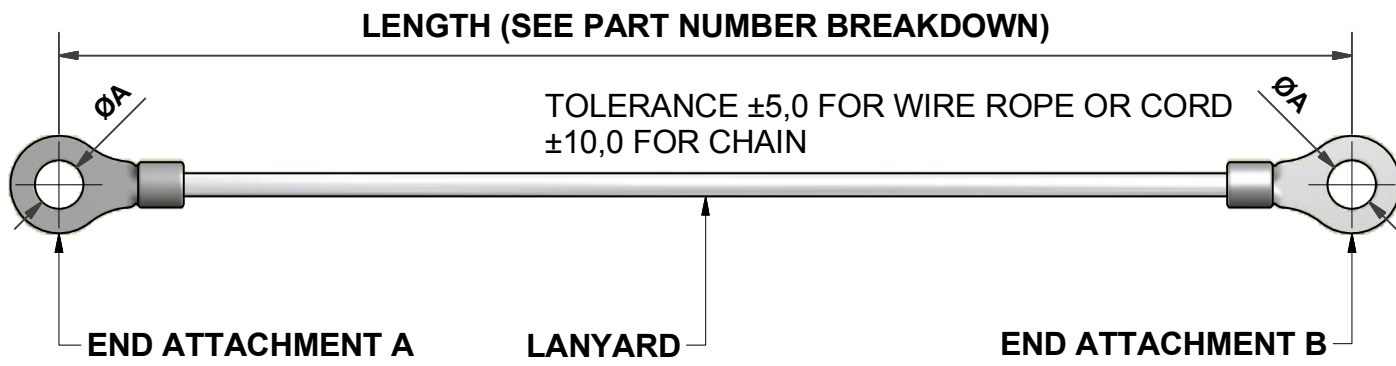 LENGTH (SEE PART NUMBER BREAKDOWN)
ØA
ØA
TOLERANCE ±5,0 FOR WIRE ROPE OR CORD
±10,0 FOR CHAIN
END ATTACHMENT A
LANYARD
END ATTACHMENT B